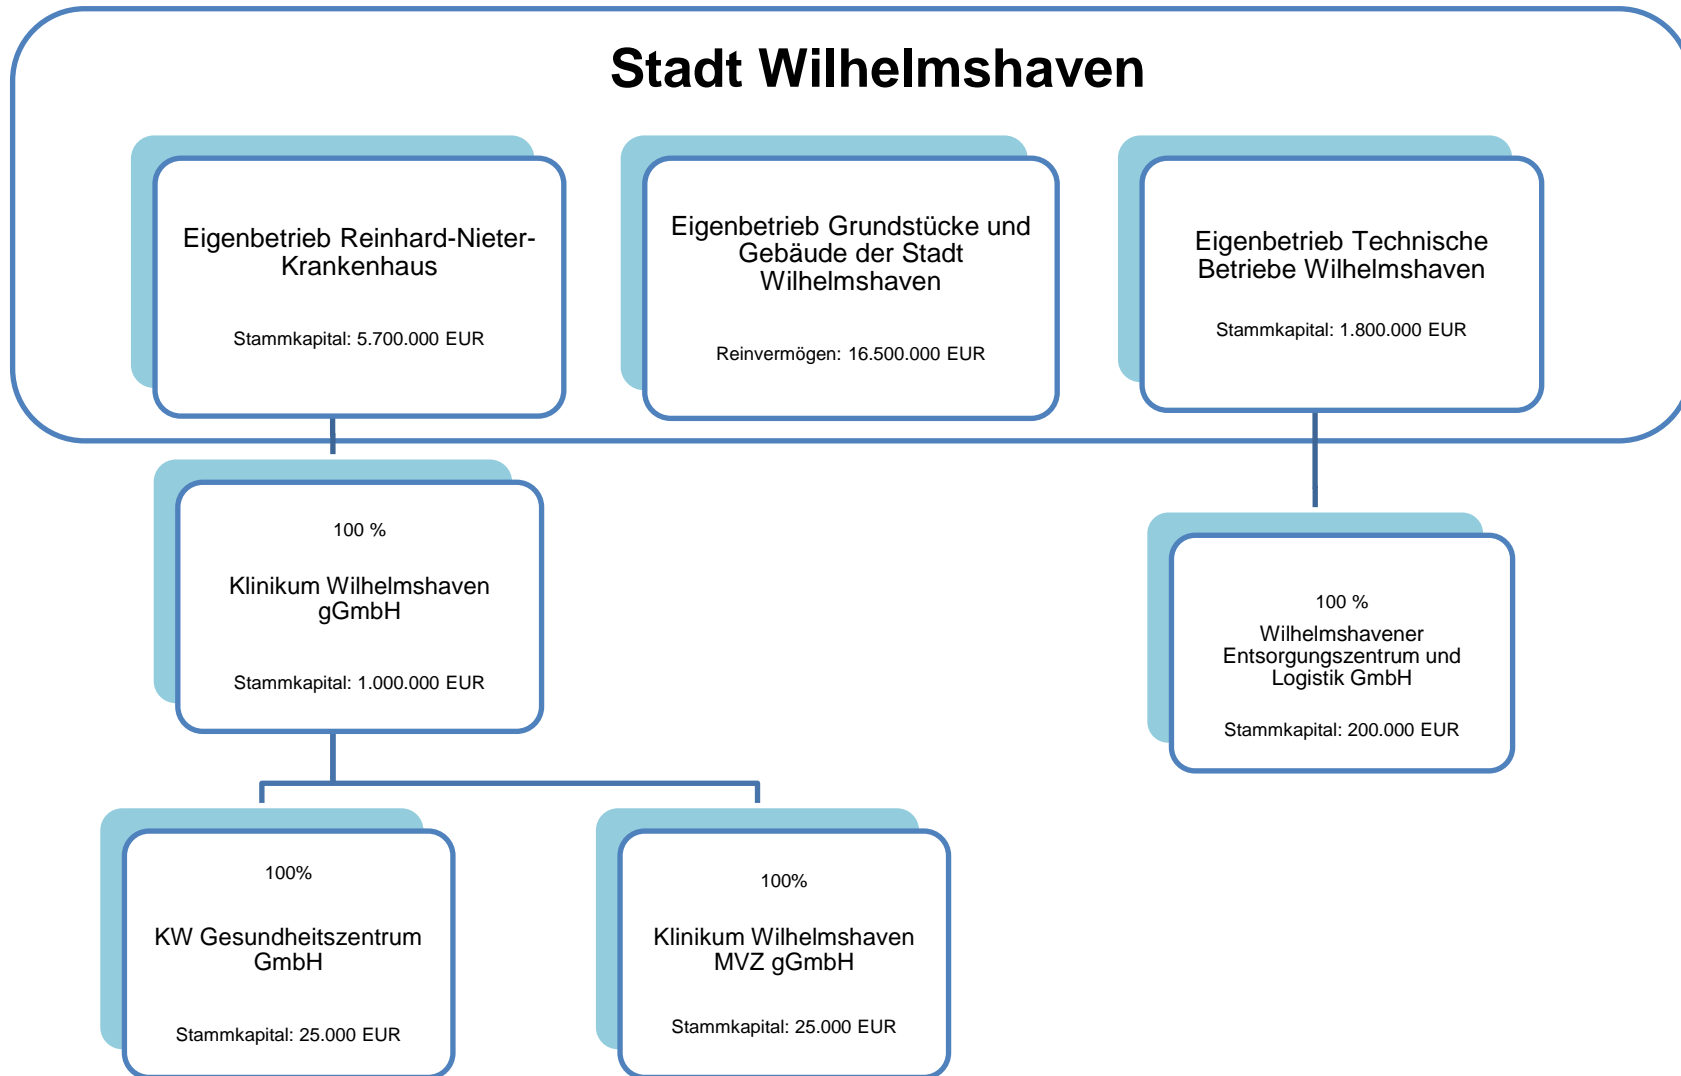 Stadt Wilhelmshaven
Eigenbetrieb Reinhard-Nieter-
Krankenhaus
Stammkapital: 5.700.000 EUR
Eigenbetrieb Grundstücke und
Gebäude der Stadt
Wilhelmshaven
Reinvermögen: 16.500.000 EUR
Eigenbetrieb Technische
Betriebe Wilhelmshaven
Stammkapital: 1.800.000 EUR
100 %
Klinikum Wilhelmshaven
gGmbH
Stammkapital: 1.000.000 EUR
100 %
Wilhelmshavener
Entsorgungszentrum und
Logistik GmbH
Stammkapital: 200.000 EUR
100%
KW Gesundheitszentrum
GmbH
Stammkapital: 25.000 EUR
100%
Klinikum Wilhelmshaven
MVZ gGmbH
Stammkapital: 25.000 EUR